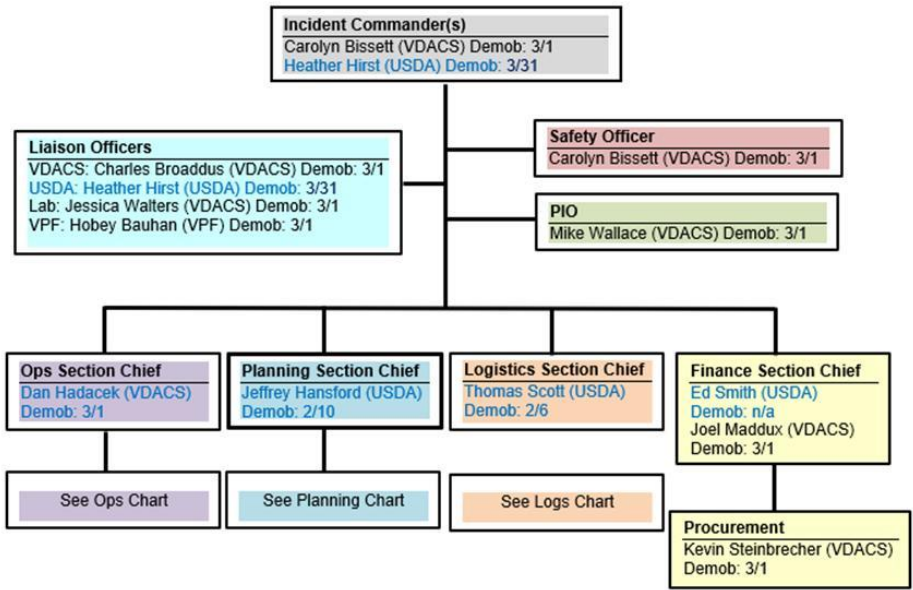 Incident Commander(s)
Carolyn Bissett (VDACS) Demob: 3/1
Heather Hirst (USDA) Demob: 3/31
Liaison Officers
VDACS: Charles Broaddus (VDACS) Demob: 3/1
USDA: Heather Hirst (USDA) Demob: 3/31
Lab: Jessica Walters (VDACS) Demob: 3/1
VPF: Hobey Bauhan (VPF) Demob: 3/1
Safety Officer
Carolyn Bissett (VDACS) Demob: 3/1
PIO
Mike Wallace (VDACS) Demob: 3/1
Ops Section Chief
Dan Hadacek (VDACS)
Demob: 3/1
Planning Section Chief
Jeffrey Hansford (USDA)
Demob: 2/10
Logistics Section Chief
Thomas Scott (USDA)
Demob: 2/6
Finance Section Chief
Ed Smith (USDA)
Demob: n/a
Joel Maddux (VDACS)
Demob: 3/1
See Ops Chart
See Planning Chart
See Logs Chart
Procurement
Kevin Steinbrecher (VDACS)
Demob: 3/1